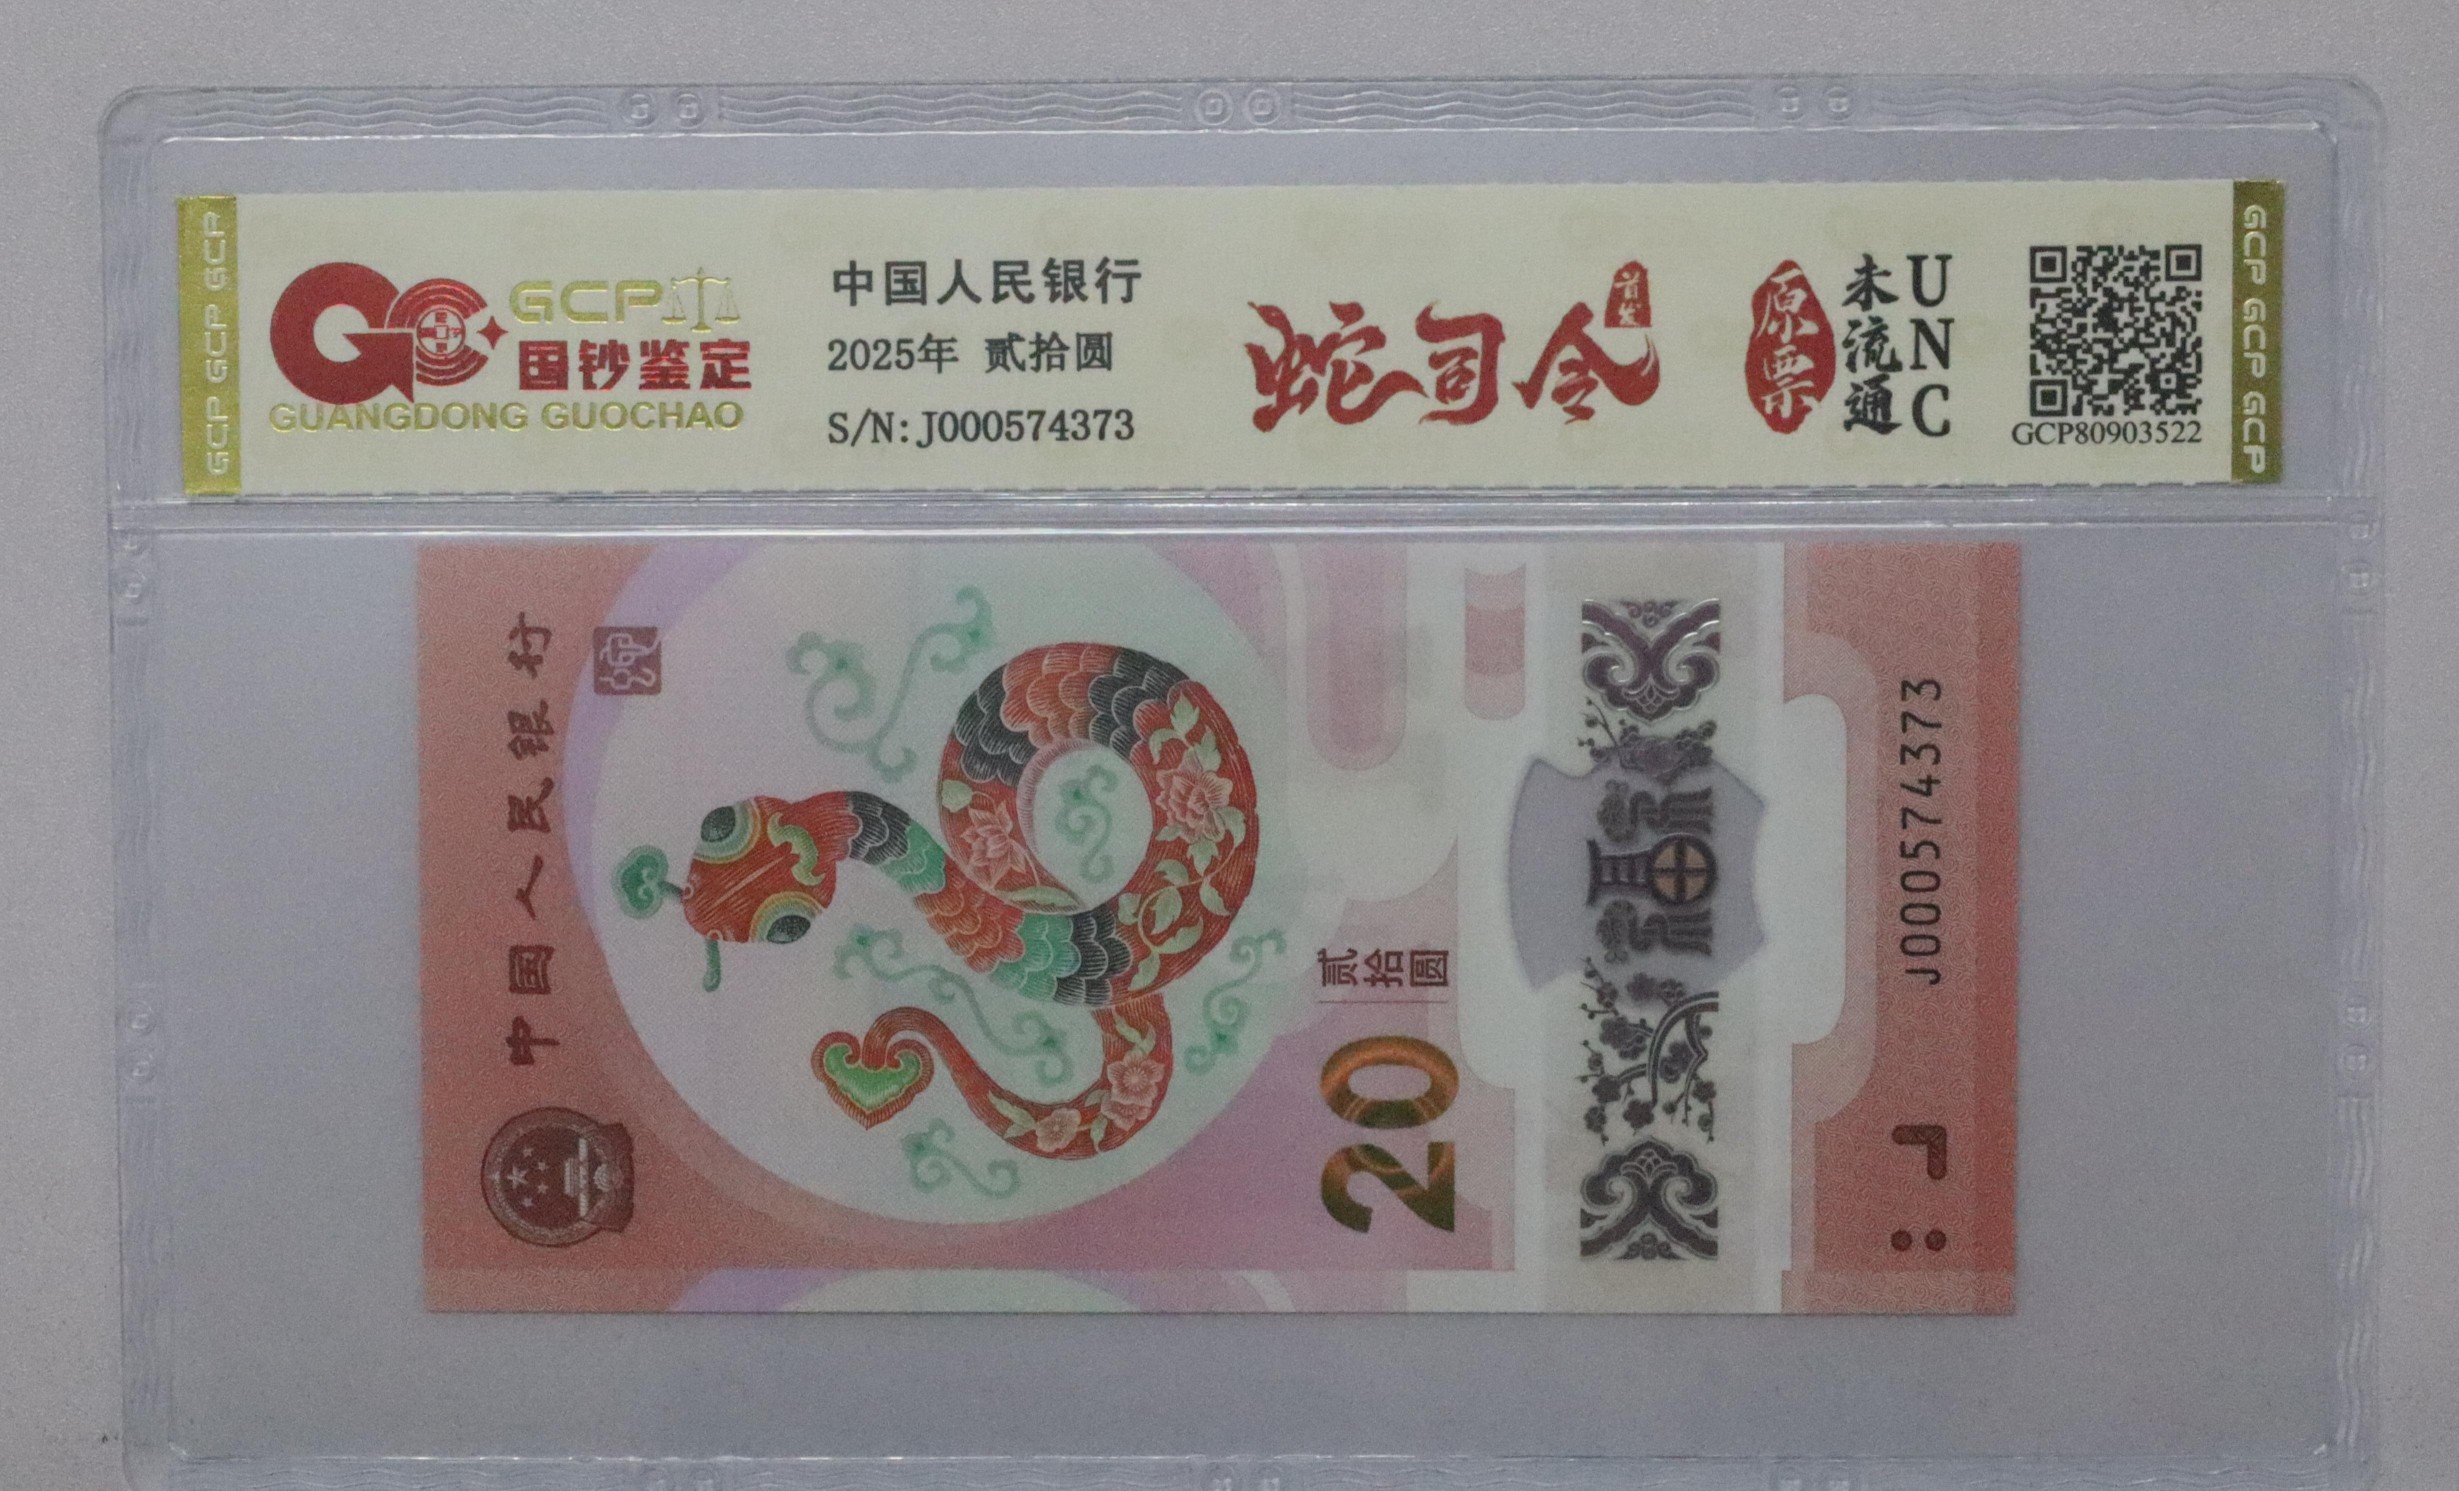 GCP GCP GCP
GCP
国钞鉴定
GUANGDONG GUOCHAO
中国人民银行
2025年 贰拾圆
S/N: J000574373
蛇司令
首发
原票
未流通
UNC
GCP80903522
GCP GCP GCP
中国人民银行
贰拾圆
20
福
J000574373